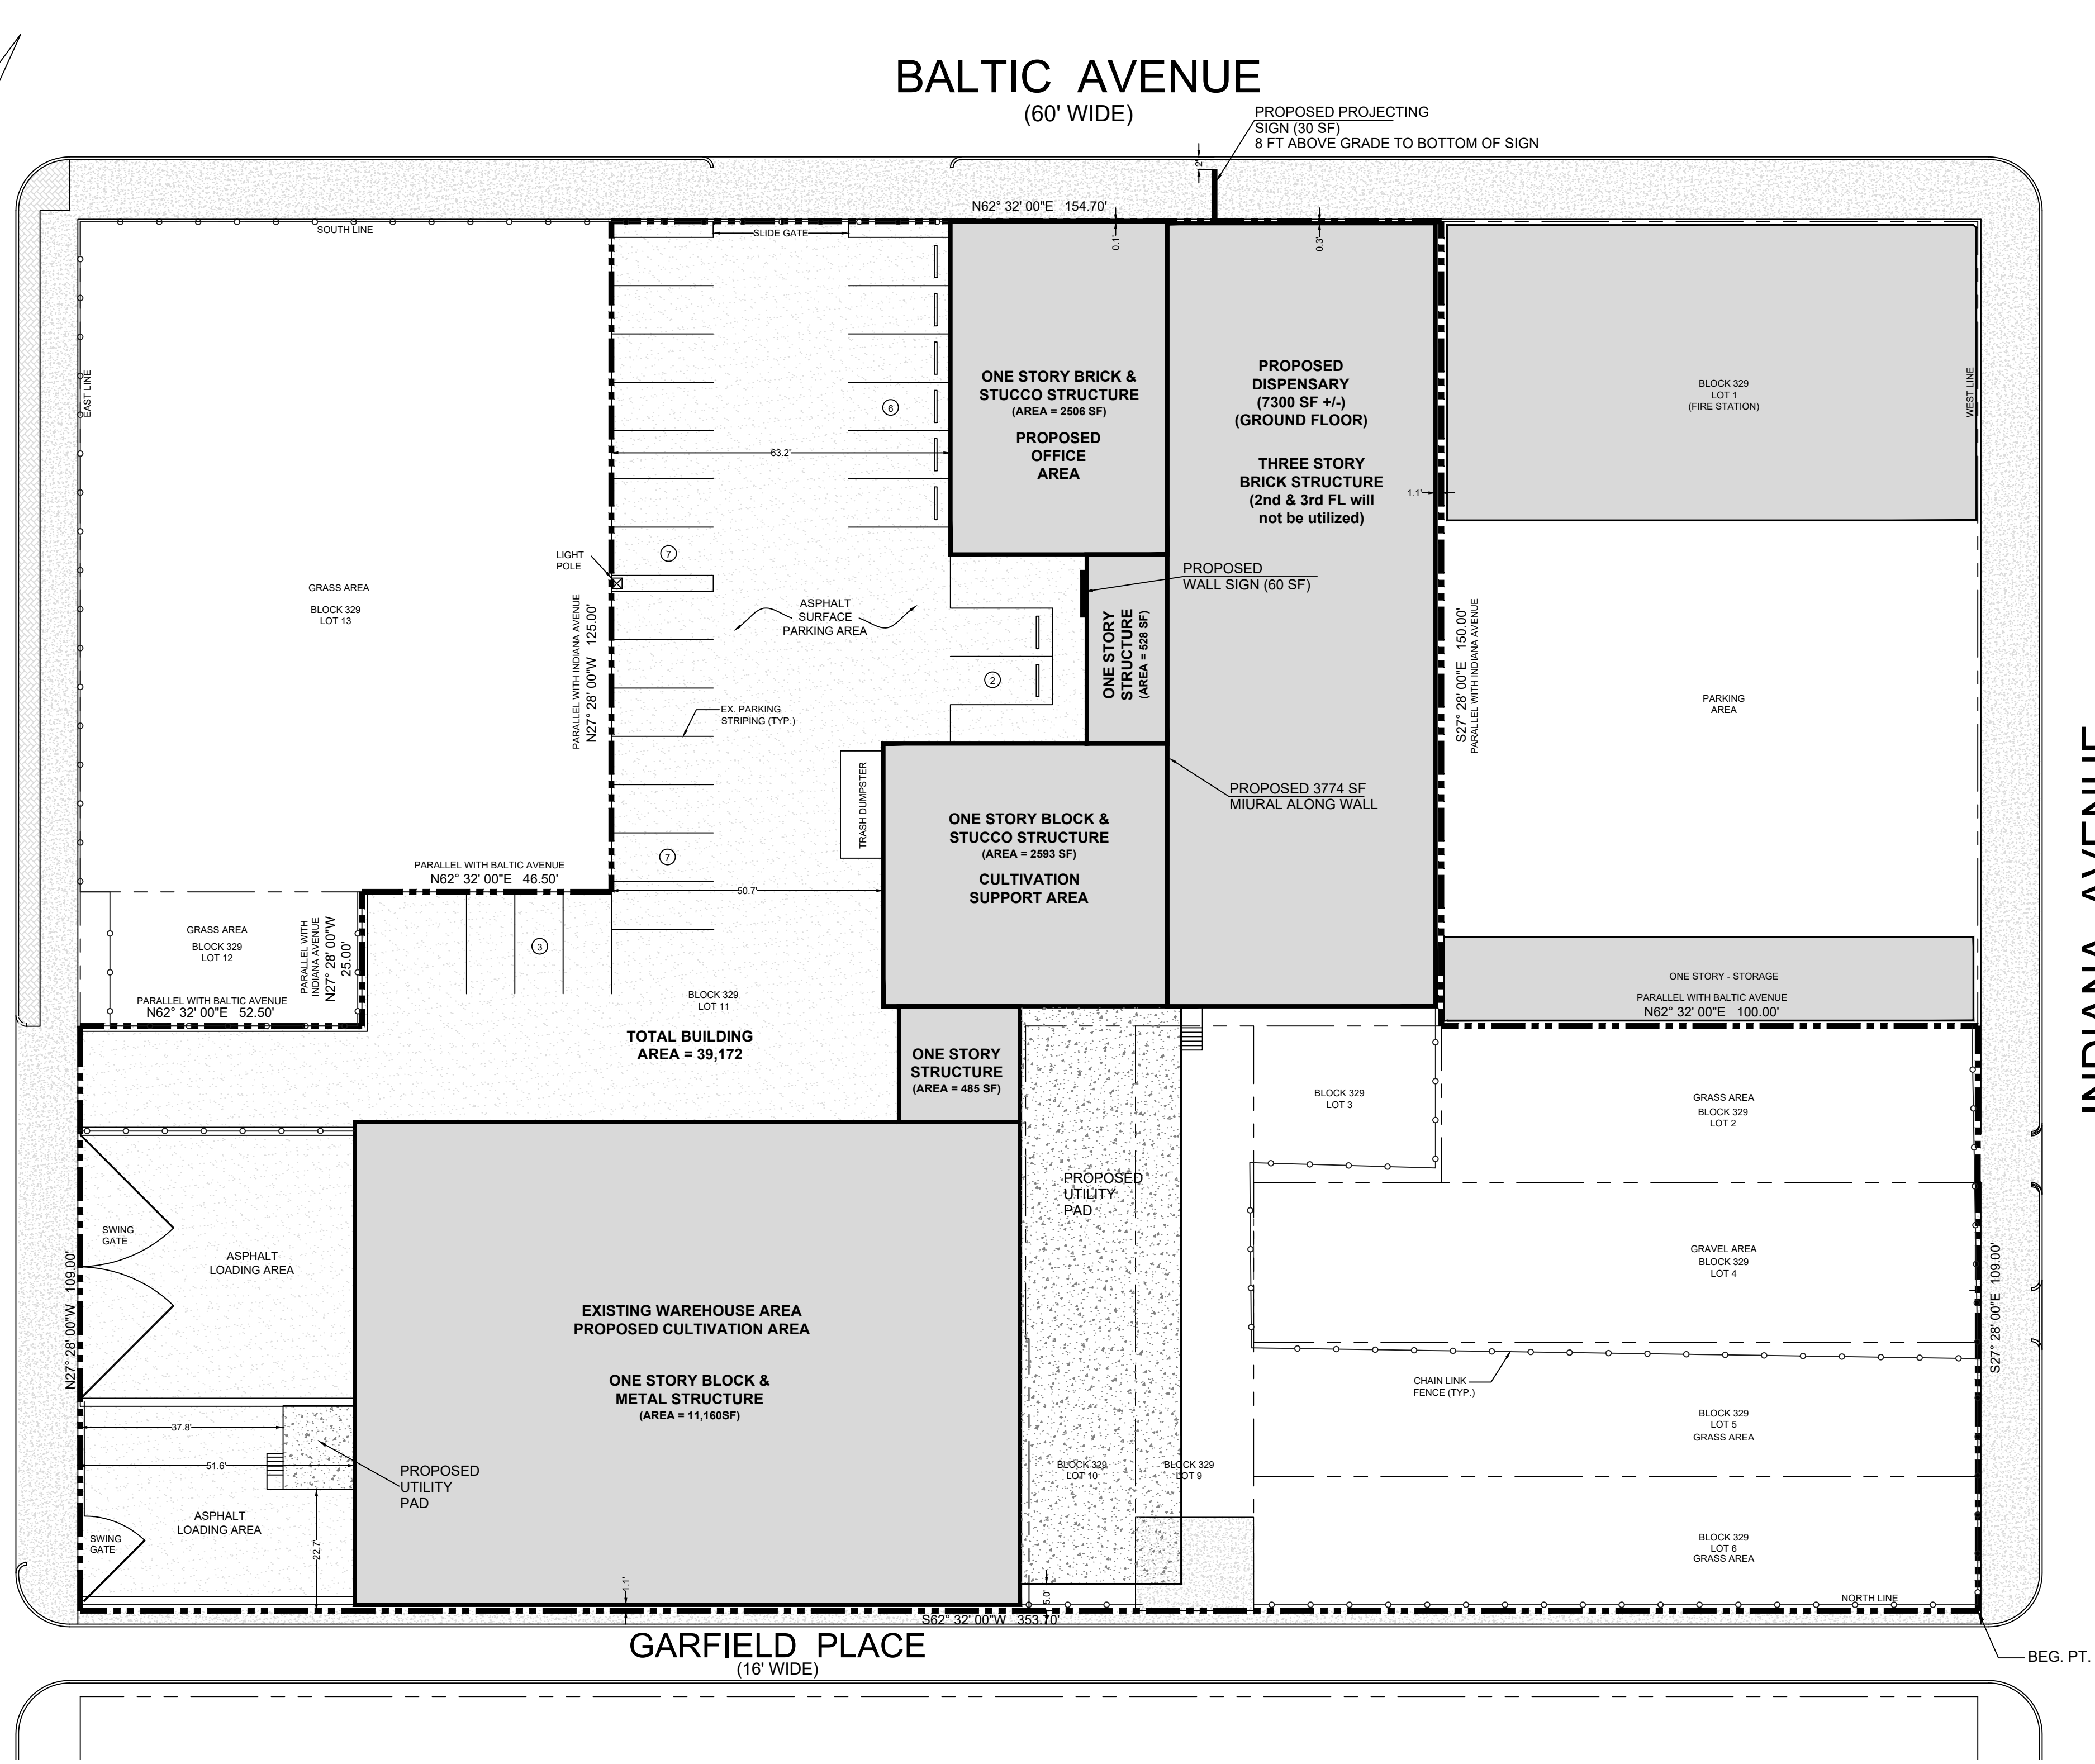 BALTIC AVENUE
(60' WIDE)
PROPOSED PROJECTING
SIGN (30 SF)
8 FT ABOVE GRADE TO BOTTOM OF SIGN
2'
N62° 32' 00"E 154.70'
SOUTH LINE
SLIDE GATE
0.1'
0.3'
EAST LINE
WEST LINE
ONE STORY BRICK &
STUCCO STRUCTURE
(AREA = 2506 SF)
PROPOSED
OFFICE
AREA
PROPOSED
DISPENSARY
(7300 SF +/-)
(GROUND FLOOR)
THREE STORY
BRICK STRUCTURE
(2nd & 3rd FL will
not be utilized)
BLOCK 329
LOT 1
(FIRE STATION)
6
63.2'
1.1'
7
LIGHT
POLE
PROPOSED
WALL SIGN (60 SF)
GRASS AREA
BLOCK 329
LOT 13
ASPHALT
SURFACE
PARKING AREA
PARALLEL WITH INDIANA AVENUE
N27° 28' 00"W 125.00'
ONE STORY
STRUCTURE
(AREA = 528 SF)
S27° 28' 00"E 150.00'
PARALLEL WITH INDIANA AVENUE
2
PARKING
AREA
EX. PARKING
STRIPING (TYP.)
TRASH DUMPSTER
PROPOSED 3774 SF
MIURAL ALONG WALL
INDIANA AVENUE
ONE STORY BLOCK &
STUCCO STRUCTURE
(AREA = 2593 SF)
CULTIVATION
SUPPORT AREA
7
PARALLEL WITH BALTIC AVENUE
N62° 32' 00"E 46.50'
50.7'
GRASS AREA
BLOCK 329
LOT 12
PARALLEL WITH
INDIANA AVENUE
N27° 28' 00"W
25.00'
3
PARALLEL WITH BALTIC AVENUE
N62° 32' 00"E 52.50'
BLOCK 329
LOT 11
ONE STORY - STORAGE
PARALLEL WITH BALTIC AVENUE
N62° 32' 00"E 100.00'
TOTAL BUILDING
AREA = 39,172
ONE STORY
STRUCTURE
(AREA = 485 SF)
BLOCK 329
LOT 3
GRASS AREA
BLOCK 329
LOT 2
PROPOSED
UTILITY
PAD
SWING
GATE
ASPHALT
LOADING AREA
N27° 28' 00"W 109.00'
GRAVEL AREA
BLOCK 329
LOT 4
S27° 28' 00"E 109.00'
EXISTING WAREHOUSE AREA
PROPOSED CULTIVATION AREA
ONE STORY BLOCK &
METAL STRUCTURE
(AREA = 11,160SF)
CHAIN LINK
FENCE (TYP.)
37.8'
BLOCK 329
LOT 5
GRASS AREA
51.6'
PROPOSED
UTILITY
PAD
BLOCK 329
LOT 10
BLOCK 329
LOT 9
ASPHALT
LOADING AREA
SWING
GATE
22.7'
BLOCK 329
LOT 6
GRASS AREA
1.1'
5.0'
NORTH LINE
S62° 32' 00"W 353.70'
GARFIELD PLACE
(16' WIDE)
BEG. PT.